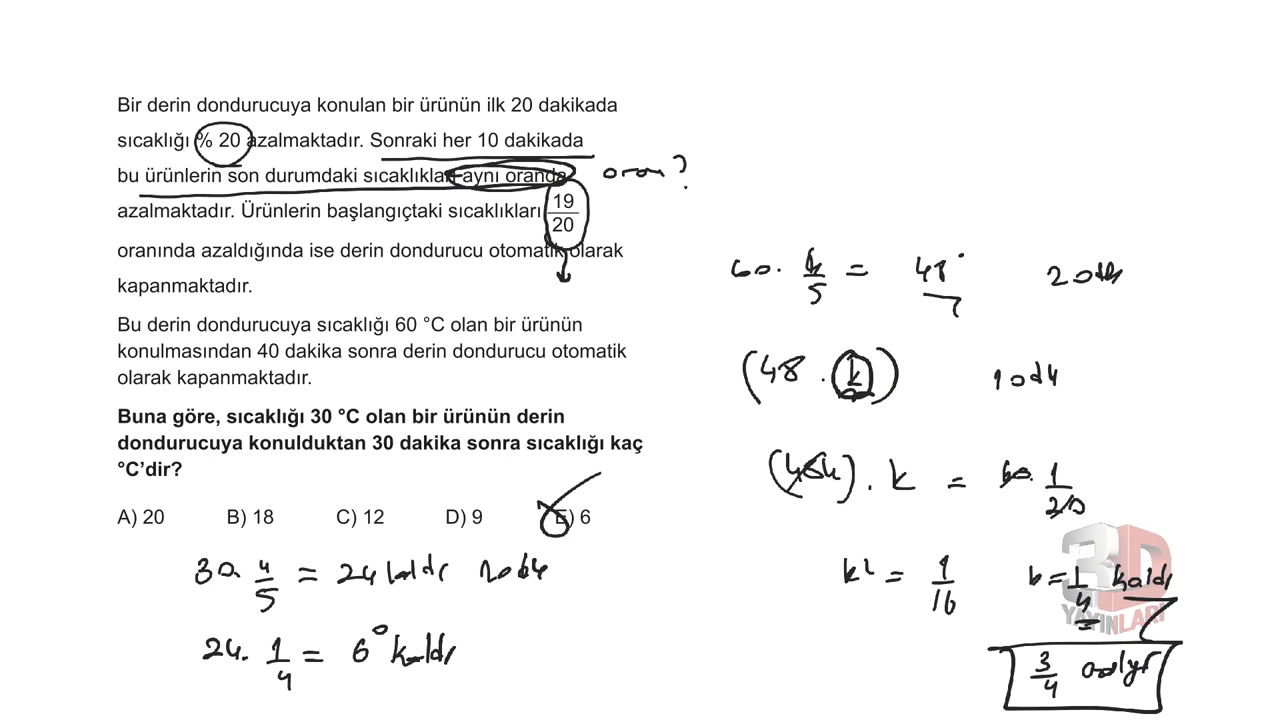 Bir derin dondurucuya konulan bir ürünün ilk 20 dakikada
sıcaklığı % 20 azalmaktadır. Sonraki her 10 dakikada
bu ürünlerin son durumdaki sıcaklıkları aynı oranda
azalmaktadır. Ürünlerin başlangıçtaki sıcaklıkları 19/20
oranında azaldığında ise derin dondurucu otomatik olarak
kapanmaktadır.
Bu derin dondurucuya sıcaklığı 60 °C olan bir ürünün
konulmasından 40 dakika sonra derin dondurucu otomatik
olarak kapanmaktadır.
Buna göre, sıcaklığı 30 °C olan bir ürünün derin
dondurucuya konulduktan 30 dakika sonra sıcaklığı kaç
°C'dir?
A) 20 B) 18 C) 12 D) 9 E) 6
30. 4/5 = 24 kaldı 20dk
24. 1/4 = 6° kaldı
oran?
60. 4/5 = 48° 20dk
(48 . k) 10dk
(48k) . k = 60. 1/20
k² = 1/16 k = 1/4 kaldı
3/4
3D
YAYINLARI